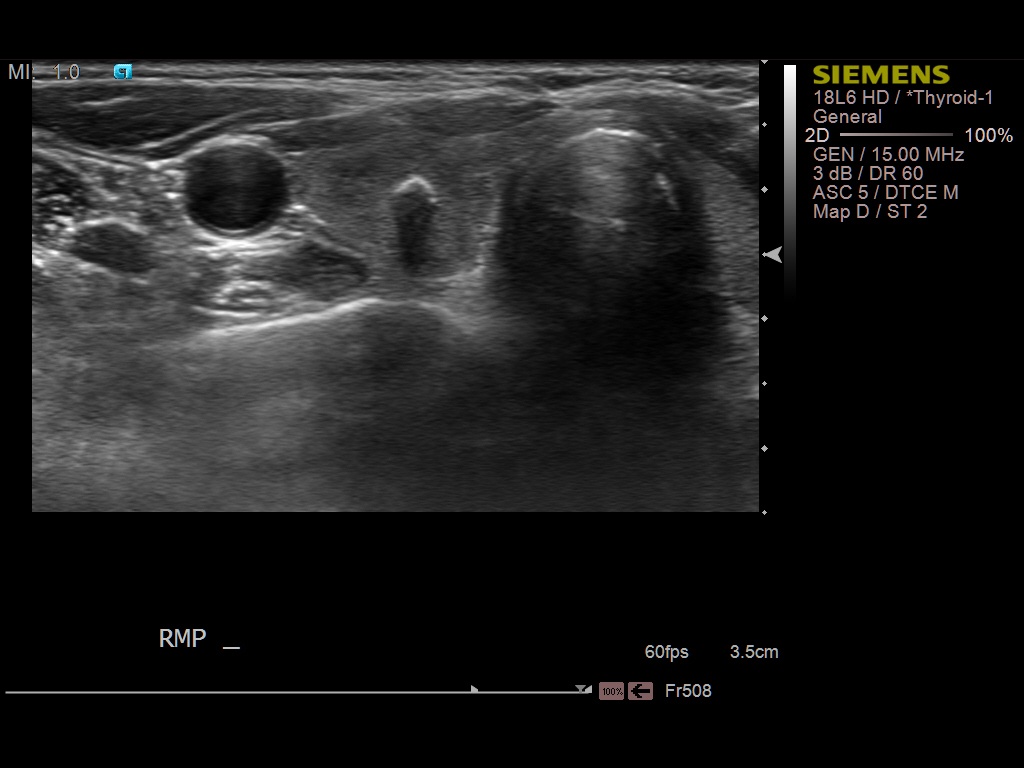 MI: 1.0
SIEMENS
18L6 HD / *Thyroid-1
General
2D 100%
GEN / 15.00 MHz
3 dB / DR 60
ASC 5 / DTCE M
Map D / ST 2
RMP _
60fps 3.5cm
100% Fr508